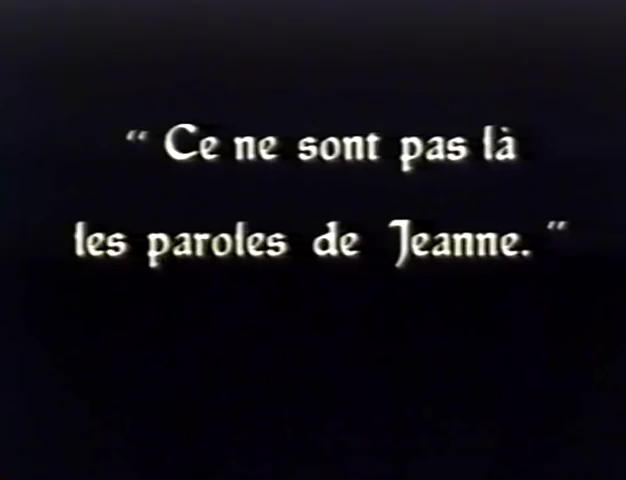 “ Ce ne sont pas là
les paroles de Jeanne. ”